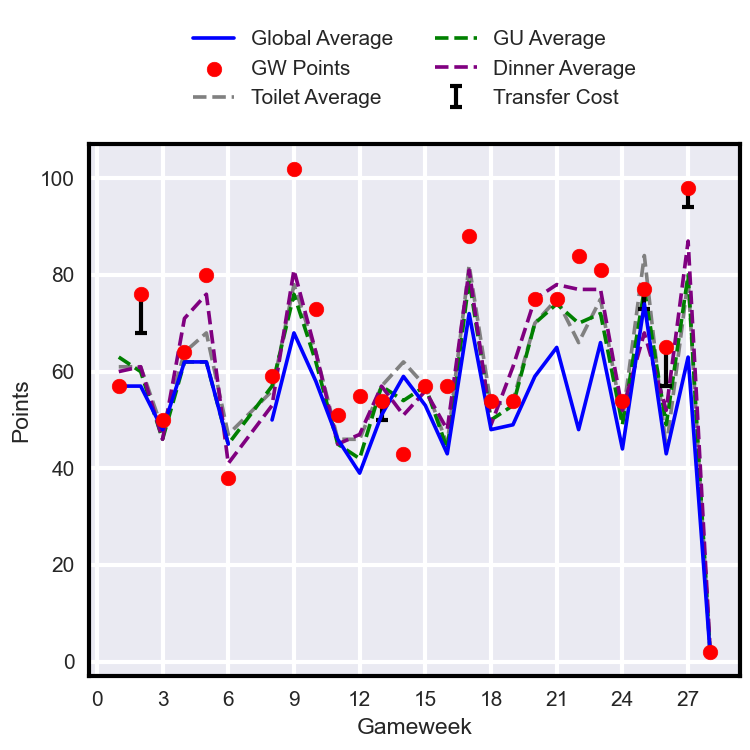 Global Average
GW Points
Toilet Average
GU Average
Dinner Average
Transfer Cost
100
80
60
40
20
0
Points
0 3 6 9 12 15 18 21 24 27
Gameweek